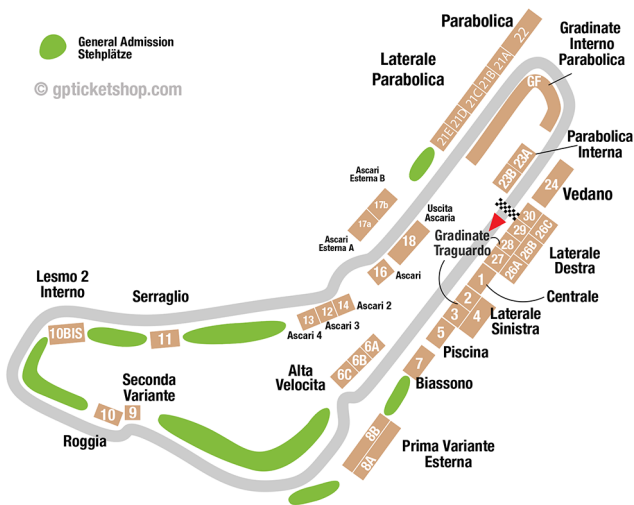 General Admission
Stehplätze
© gpticketshop.com
Parabolica
22
21A
21B
21C
21D
21E
Laterale
Parabolica
Gradinate
Interno
Parabolica
GF
Parabolica
Interna
23A
23B
24
Vedano
Ascari
Esterna B
17b
17a
Ascari
Esterna A
Uscita
Ascaria
18
16
Ascari
Gradinate
Traguardo
30
29
28
27
26C
26B
26A
Laterale
Destra
1
Centrale
2
3
4
Laterale
Sinistra
5
Piscina
7
Biassono
Lesmo 2
Interno
10BIS
Serraglio
11
14
12
13
Ascari 2
Ascari 3
Ascari 4
6A
6B
6C
Alta
Velocita
Seconda
Variante
10
9
Roggia
8B
8A
Prima Variante
Esterna